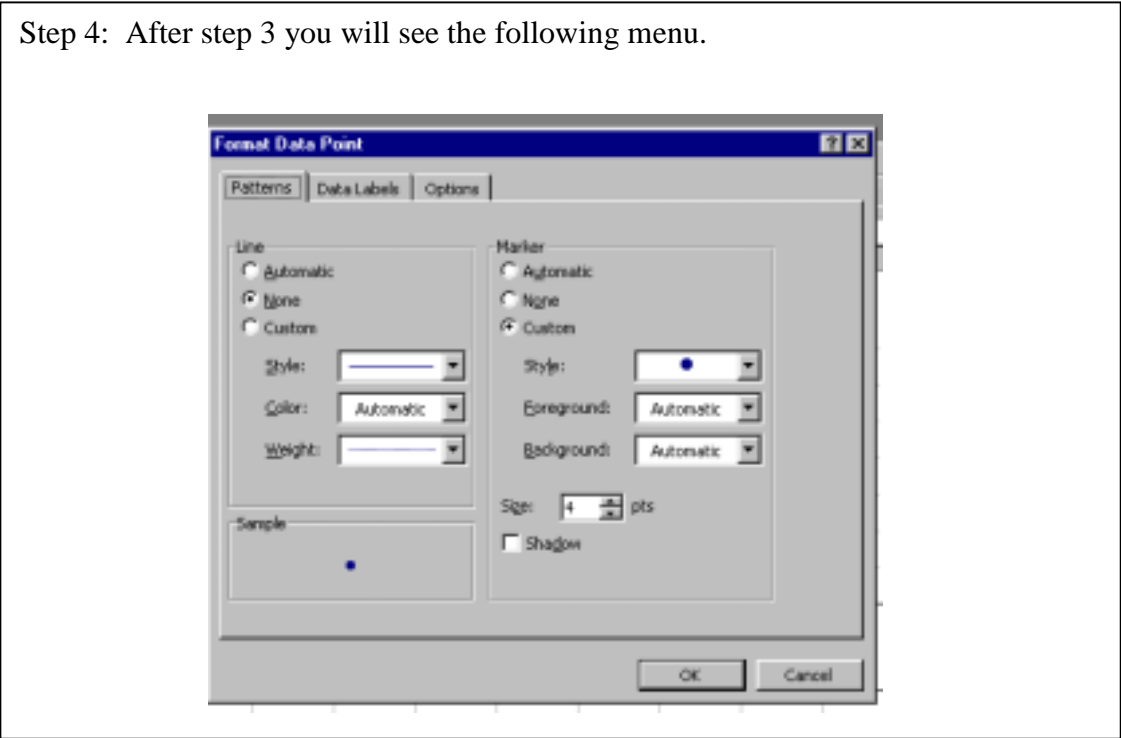 Step 4:  After step 3 you will see the following menu.
Format Data Point
Patterns Data Labels Options
Line
Automatic
None
Custom
Style:
Color: Automatic
Weight:
Sample
Marker
Automatic
None
Custom
Style:
Foreground: Automatic
Background: Automatic
Size: 4 pts
Shadow
OK Cancel